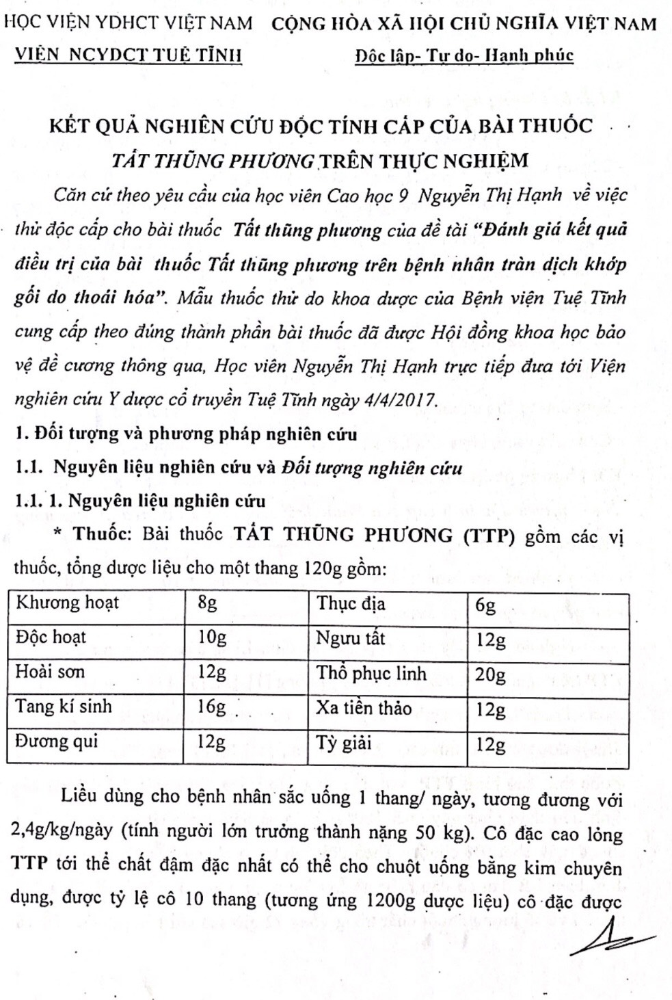 HỌC VIỆN YDHCT VIỆT NAM CỘNG HÒA XÃ HỘI CHỦ NGHĨA VIỆT NAM
VIỆN NCYDCT TUỆ TĨNH Độc lập- Tự do- Hạnh phúc
KẾT QUẢ NGHIÊN CỨU ĐỘC TÍNH CẤP CỦA BÀI THUỐC
TẤT THŨNG PHƯƠNG TRÊN THỰC NGHIỆM
Căn cứ theo yêu cầu của học viên Cao học 9 Nguyễn Thị Hạnh về việc
thử độc cấp cho bài thuốc Tất thũng phương của đề tài “Đánh giá kết quả
điều trị của bài thuốc Tất thũng phương trên bệnh nhân tràn dịch khớp
gối do thoái hóa”. Mẫu thuốc thử do khoa dược của Bệnh viện Tuệ Tĩnh
cung cấp theo đúng thành phần bài thuốc đã được Hội đồng khoa học bảo
vệ đề cương thông qua, Học viên Nguyễn Thị Hạnh trực tiếp đưa tới Viện
nghiên cứu Y dược cổ truyền Tuệ Tĩnh ngày 4/4/2017.
1. Đối tượng và phương pháp nghiên cứu
1.1. Nguyên liệu nghiên cứu và Đối tượng nghiên cứu
1.1. 1. Nguyên liệu nghiên cứu
* Thuốc: Bài thuốc TẤT THŨNG PHƯƠNG (TTP) gồm các vị
thuốc, tổng dược liệu cho một thang 120g gồm:
Khương hoạt 8g Thục địa 6g
Độc hoạt 10g Ngưu tất 12g
Hoài sơn 12g Thổ phục linh 20g
Tang kí sinh 16g Xa tiền thảo 12g
Đương qui 12g Tỳ giải 12g
Liều dùng cho bệnh nhân sắc uống 1 thang/ ngày, tương đương với
2,4g/kg/ngày (tính người lớn trưởng thành nặng 50 kg). Cô đặc cao lỏng
TTP tới thể chất đậm đặc nhất có thể cho chuột uống bằng kim chuyên
dụng, được tỷ lệ cô 10 thang (tương ứng 1200g dược liệu) cô đặc được